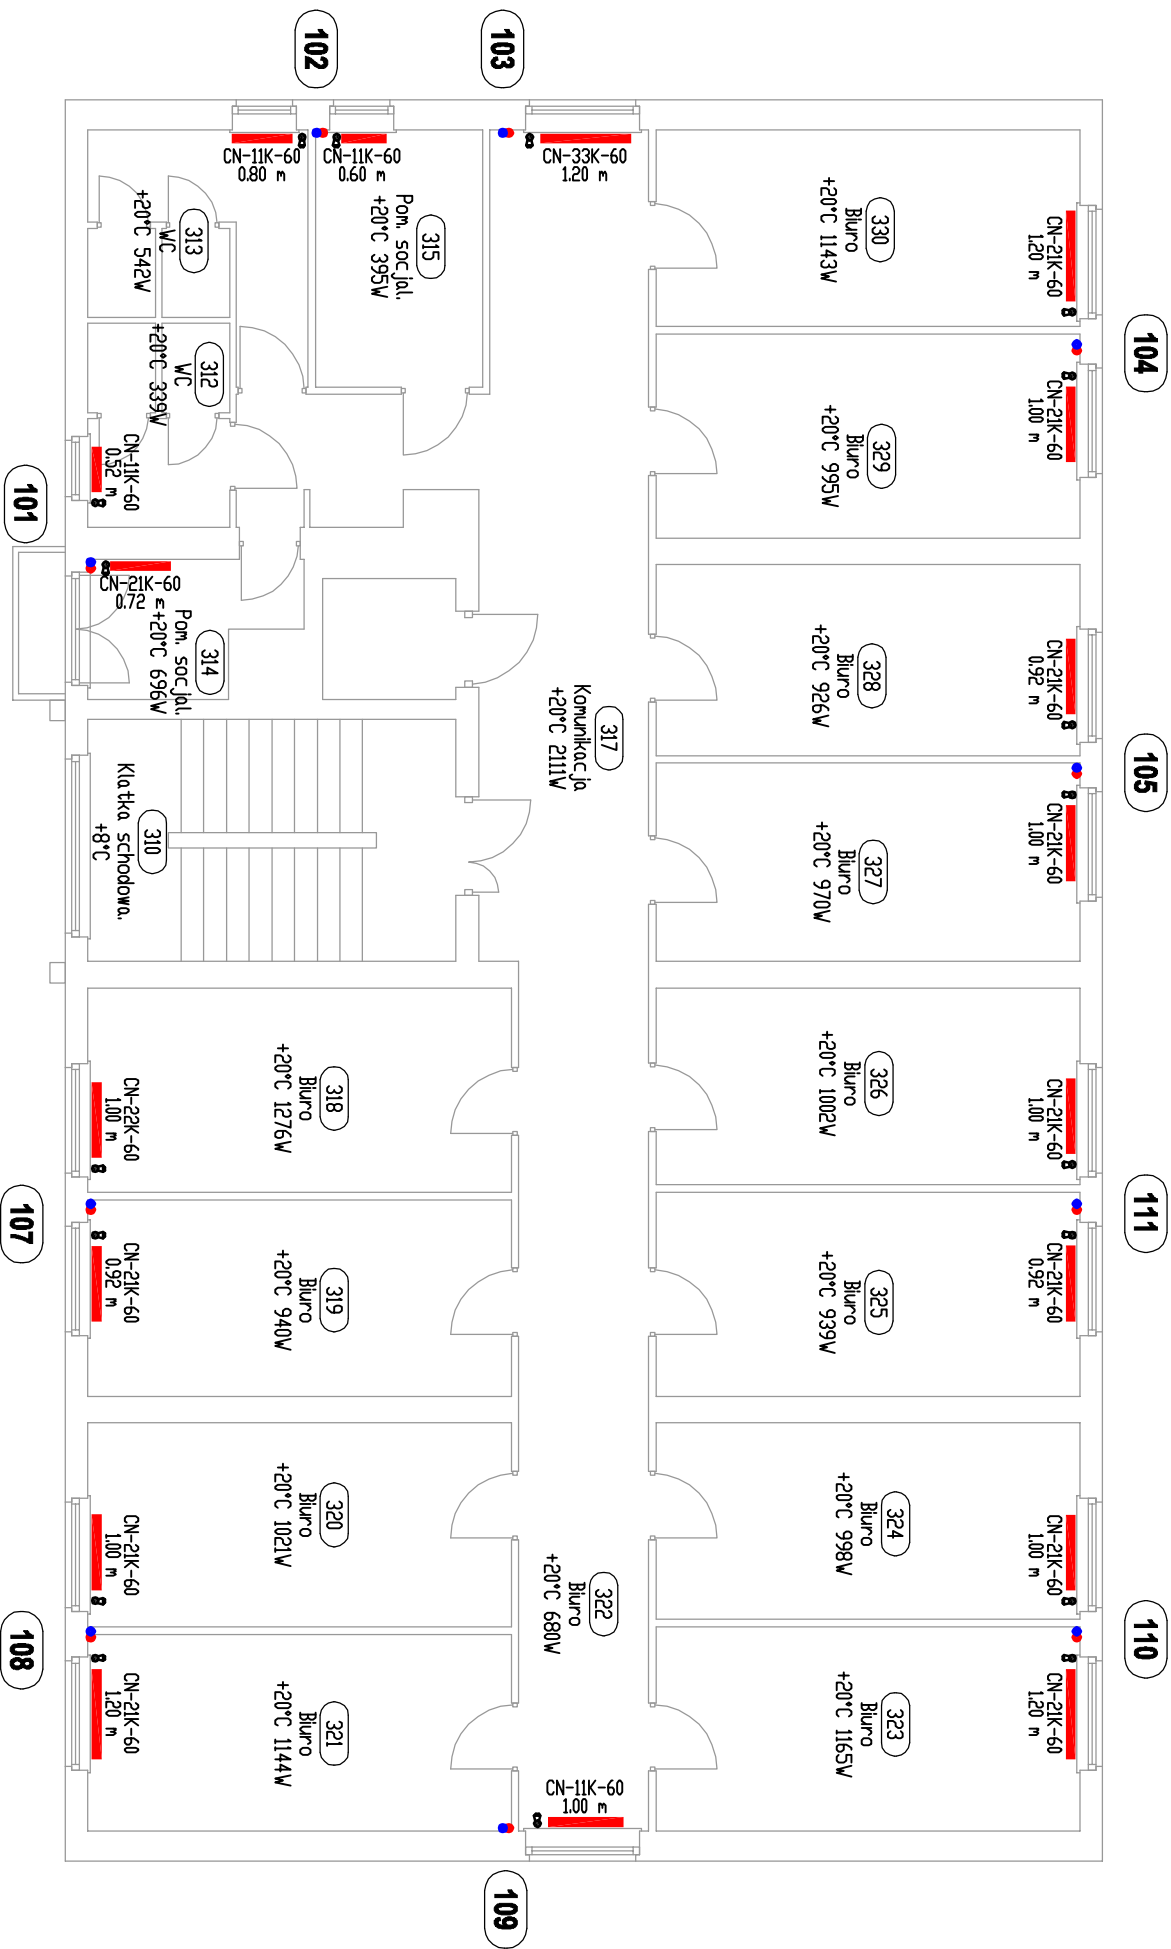 102
103
CN-11K-60
0.80 m
CN-11K-60
0.60 m
CN-33K-60
1.20 m
313
WC
+20°C 542W
315
Pom. socjal.
+20°C 395W
330
Biuro
+20°C 1143W
CN-21K-60
1.20 m
104
312
WC
+20°C 339W
329
Biuro
+20°C 995W
CN-21K-60
1.00 m
CN-11K-60
0.52 m
101
CN-21K-60
0.72 m
314
Pom. socjal.
+20°C 696W
317
Komunikacja
+20°C 2111W
328
Biuro
+20°C 926W
CN-21K-60
0.92 m
105
310
Klatka schodowa.
+8°C
327
Biuro
+20°C 970W
CN-21K-60
1.00 m
CN-22K-60
1.00 m
318
Biuro
+20°C 1276W
326
Biuro
+20°C 1002W
CN-21K-60
1.00 m
107
111
CN-21K-60
0.92 m
319
Biuro
+20°C 940W
325
Biuro
+20°C 939W
CN-21K-60
0.92 m
CN-21K-60
1.00 m
320
Biuro
+20°C 1021W
322
Biuro
+20°C 680W
324
Biuro
+20°C 998W
CN-21K-60
1.00 m
108
110
CN-21K-60
1.20 m
321
Biuro
+20°C 1144W
323
Biuro
+20°C 1165W
CN-21K-60
1.20 m
CN-11K-60
1.00 m
109